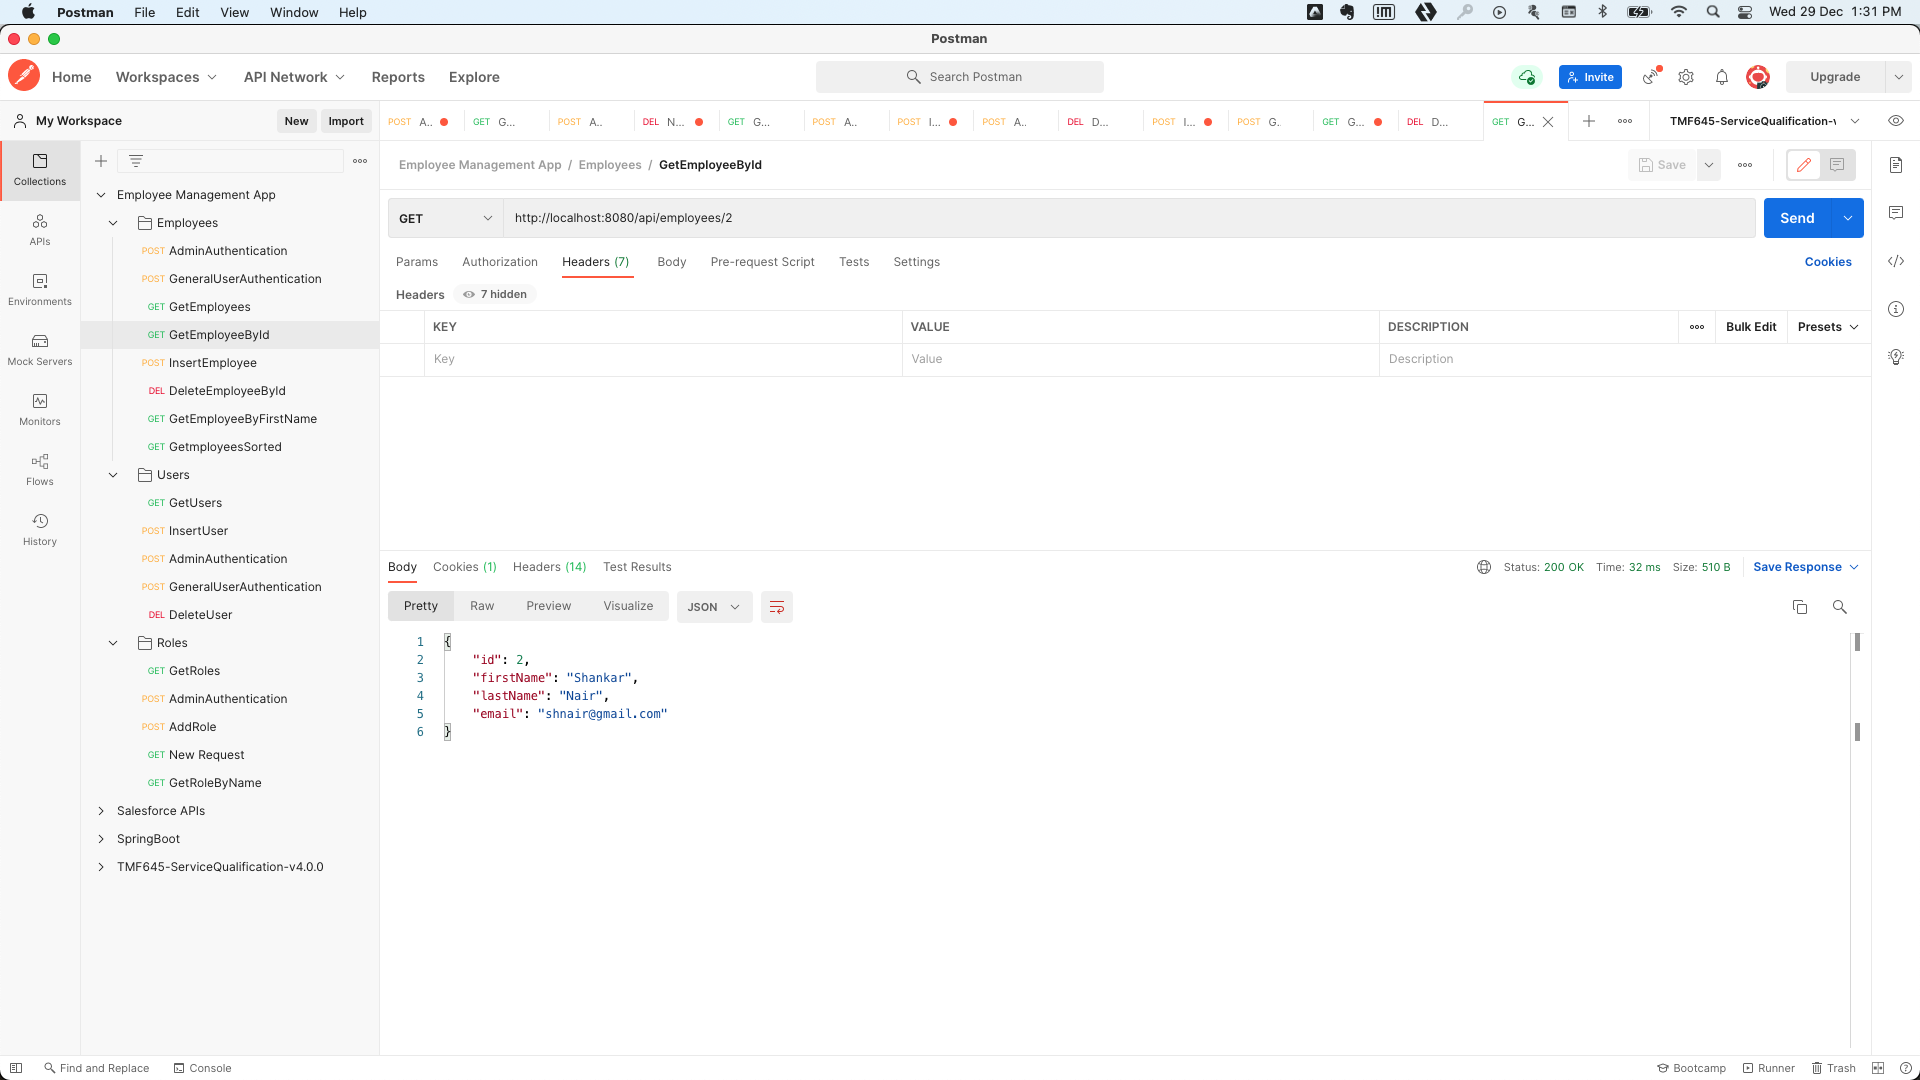 Postman File Edit View Window Help
Wed 29 Dec 1:31 PM
Postman
Home Workspaces API Network Reports Explore
Search Postman
Invite
Upgrade
My Workspace
New
Import
POST A..
GET G...
POST A..
DEL N...
GET G...
POST A..
POST I...
POST A..
DEL D...
POST I...
POST G.
GET G...
DEL D...
GET G...
TMF645-ServiceQualification-v
Collections
APIs
Environments
Mock Servers
Monitors
Flows
History
Employee Management App
Employees
POST AdminAuthentication
POST GeneralUserAuthentication
GET GetEmployees
GET GetEmployeeById
POST InsertEmployee
DEL DeleteEmployeeById
GET GetEmployeeByFirstName
GET GetmployeesSorted
Users
GET GetUsers
POST InsertUser
POST AdminAuthentication
POST GeneralUserAuthentication
DEL DeleteUser
Roles
GET GetRoles
POST AdminAuthentication
POST AddRole
GET New Request
GET GetRoleByName
Salesforce APIs
SpringBoot
TMF645-ServiceQualification-v4.0.0
Employee Management App / Employees / GetEmployeeById
Save
GET
http://localhost:8080/api/employees/2
Send
Params Authorization Headers (7) Body Pre-request Script Tests Settings
Cookies
Headers 7 hidden
KEY VALUE DESCRIPTION
Bulk Edit Presets
Key Value Description
Body Cookies (1) Headers (14) Test Results
Status: 200 OK Time: 32 ms Size: 510 B
Save Response
Pretty Raw Preview Visualize
JSON
1 {
2 "id": 2,
3 "firstName": "Shankar",
4 "lastName": "Nair",
5 "email": "shnair@gmail.com"
6 }
Find and Replace Console
Bootcamp Runner Trash